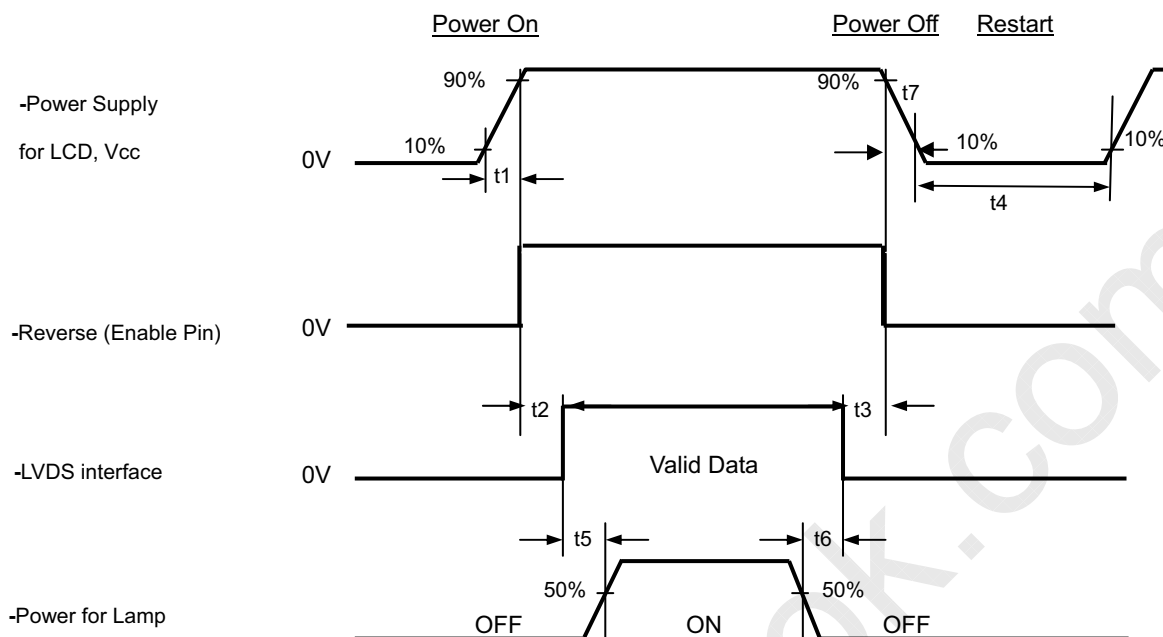 Power On Power Off Restart
90% 90% t7
-Power Supply
for LCD, Vcc
10% 0V 10% 10%
t1 t4
-Reverse (Enable Pin) 0V
t2 t3
-LVDS interface 0V Valid Data
t5 t6
50% 50%
-Power for Lamp OFF ON OFF
ok.com